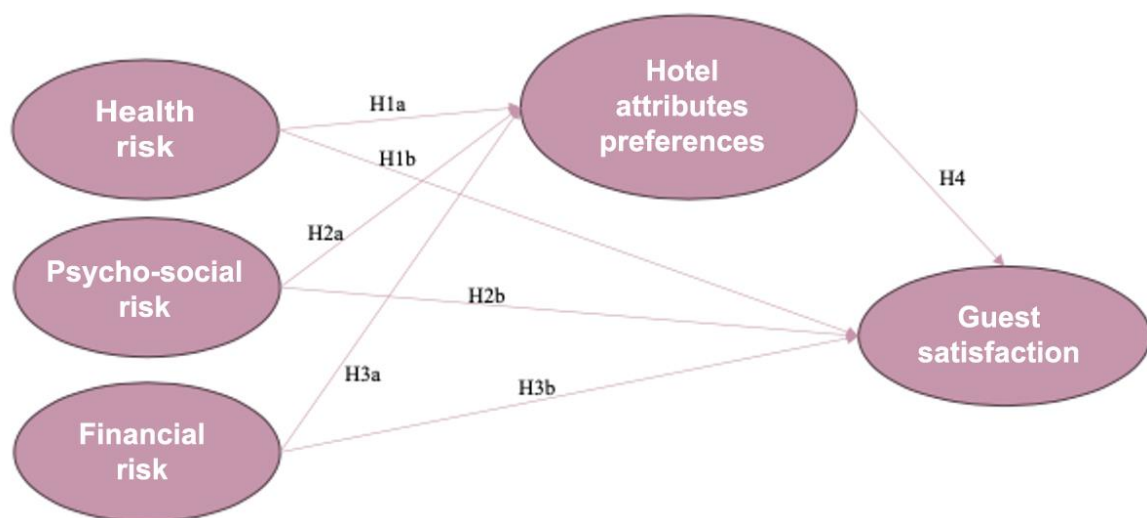 Health
risk
H1a
H1b
Hotel
attributes
preferences
H4
Psycho-social
risk
H2a
H2b
Guest
satisfaction
Financial
risk
H3a
H3b